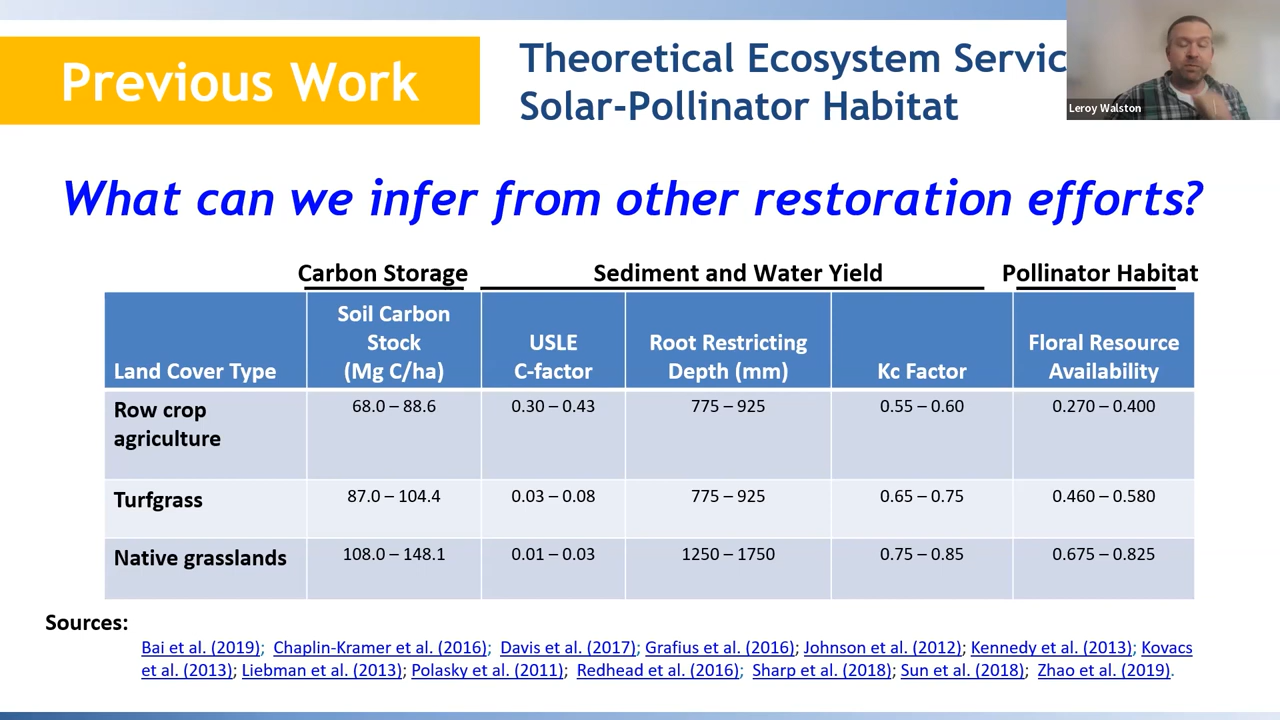 Previous Work
Theoretical Ecosystem Servic
Solar-Pollinator Habitat
Leroy Walston
What can we infer from other restoration efforts?
Carbon Storage Sediment and Water Yield Pollinator Habitat
Land Cover Type Soil Carbon Stock (Mg C/ha) USLE C-factor Root Restricting Depth (mm) Kc Factor Floral Resource Availability
Row crop agriculture 68.0 – 88.6 0.30 – 0.43 775 – 925 0.55 – 0.60 0.270 – 0.400
Turfgrass 87.0 – 104.4 0.03 – 0.08 775 – 925 0.65 – 0.75 0.460 – 0.580
Native grasslands 108.0 – 148.1 0.01 – 0.03 1250 – 1750 0.75 – 0.85 0.675 – 0.825
Sources:
Bai et al. (2019); Chaplin-Kramer et al. (2016); Davis et al. (2017); Grafius et al. (2016); Johnson et al. (2012); Kennedy et al. (2013); Kovacs
et al. (2013); Liebman et al. (2013); Polasky et al. (2011); Redhead et al. (2016); Sharp et al. (2018); Sun et al. (2018); Zhao et al. (2019).